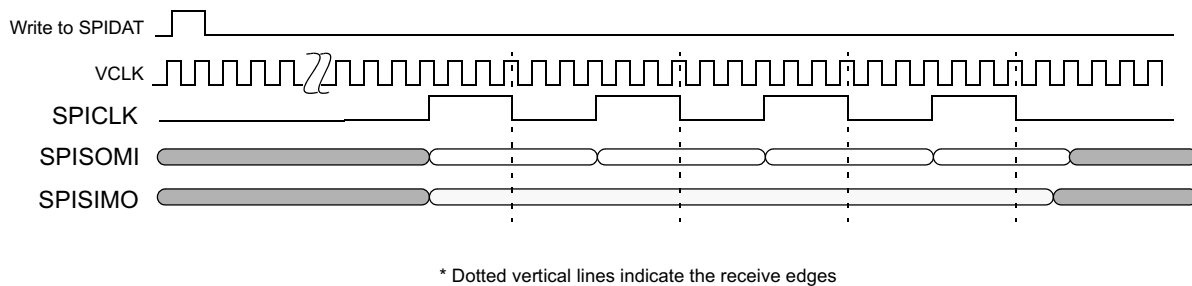 Write to SPIDAT
VCLK
SPICLK
SPISOMI
SPISIMO
* Dotted vertical lines indicate the receive edges